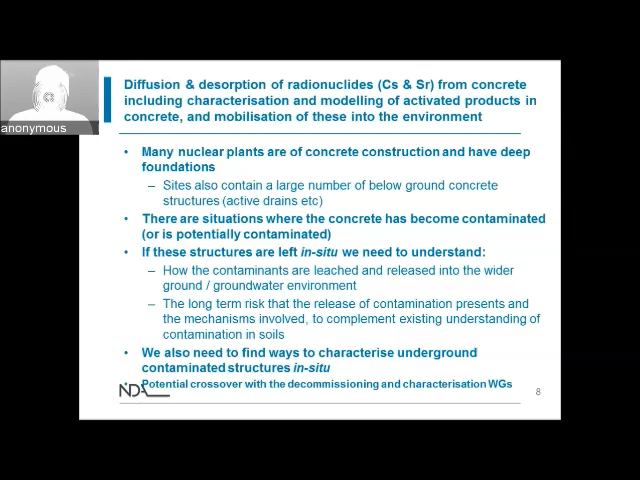 anonymous
Diffusion & desorption of radionuclides (Cs & Sr) from concrete
including characterisation and modelling of activated products in
concrete, and mobilisation of these into the environment
• Many nuclear plants are of concrete construction and have deep
foundations
– Sites also contain a large number of below ground concrete
structures (active drains etc)
• There are situations where the concrete has become contaminated
(or is potentially contaminated)
• If these structures are left in-situ we need to understand:
– How the contaminants are leached and released into the wider
ground / groundwater environment
– The long term risk that the release of contamination presents and
the mechanisms involved, to complement existing understanding of
contamination in soils
• We also need to find ways to characterise underground
contaminated structures in-situ
Potential crossover with the decommissioning and characterisation WGs
NDA
8